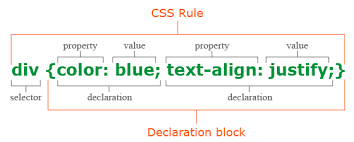 CSS Rule
property value property value
div {color: blue; text-align: justify;}
selector declaration declaration
Declaration block